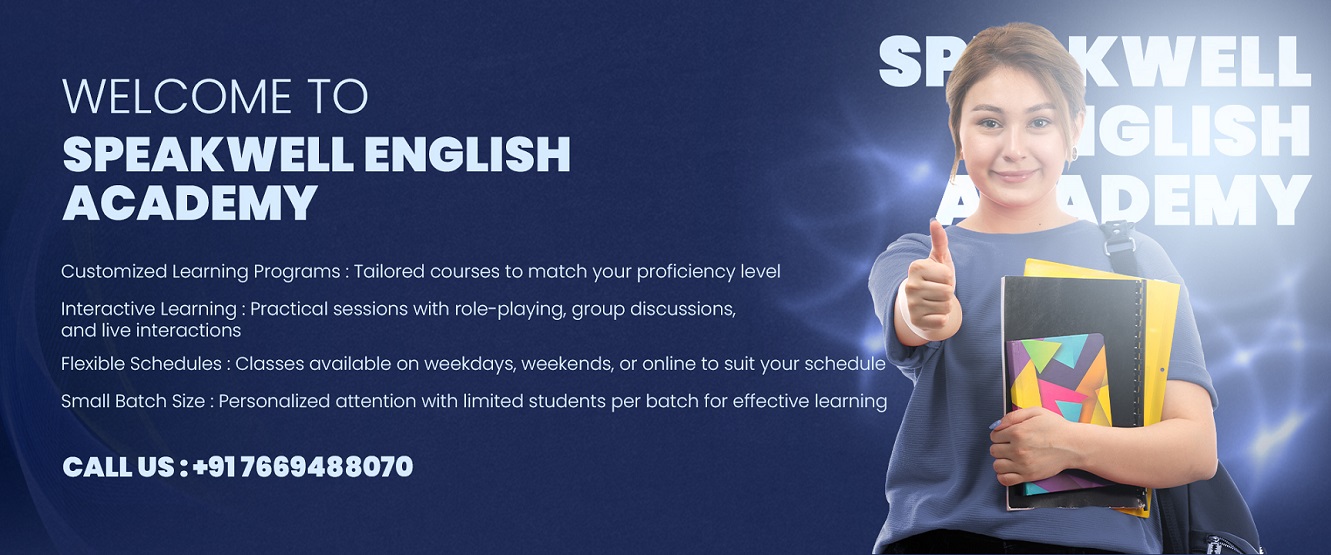 WELCOME TO
SPEAKWELL ENGLISH
ACADEMY
Customized Learning Programs : Tailored courses to match your proficiency level
Interactive Learning : Practical sessions with role-playing, group discussions,
and live interactions
Flexible Schedules : Classes available on weekdays, weekends, or online to suit your schedule
Small Batch Size : Personalized attention with limited students per batch for effective learning
CALL US : +91 7669488070
SPEAKWELL
ENGLISH
ACADEMY